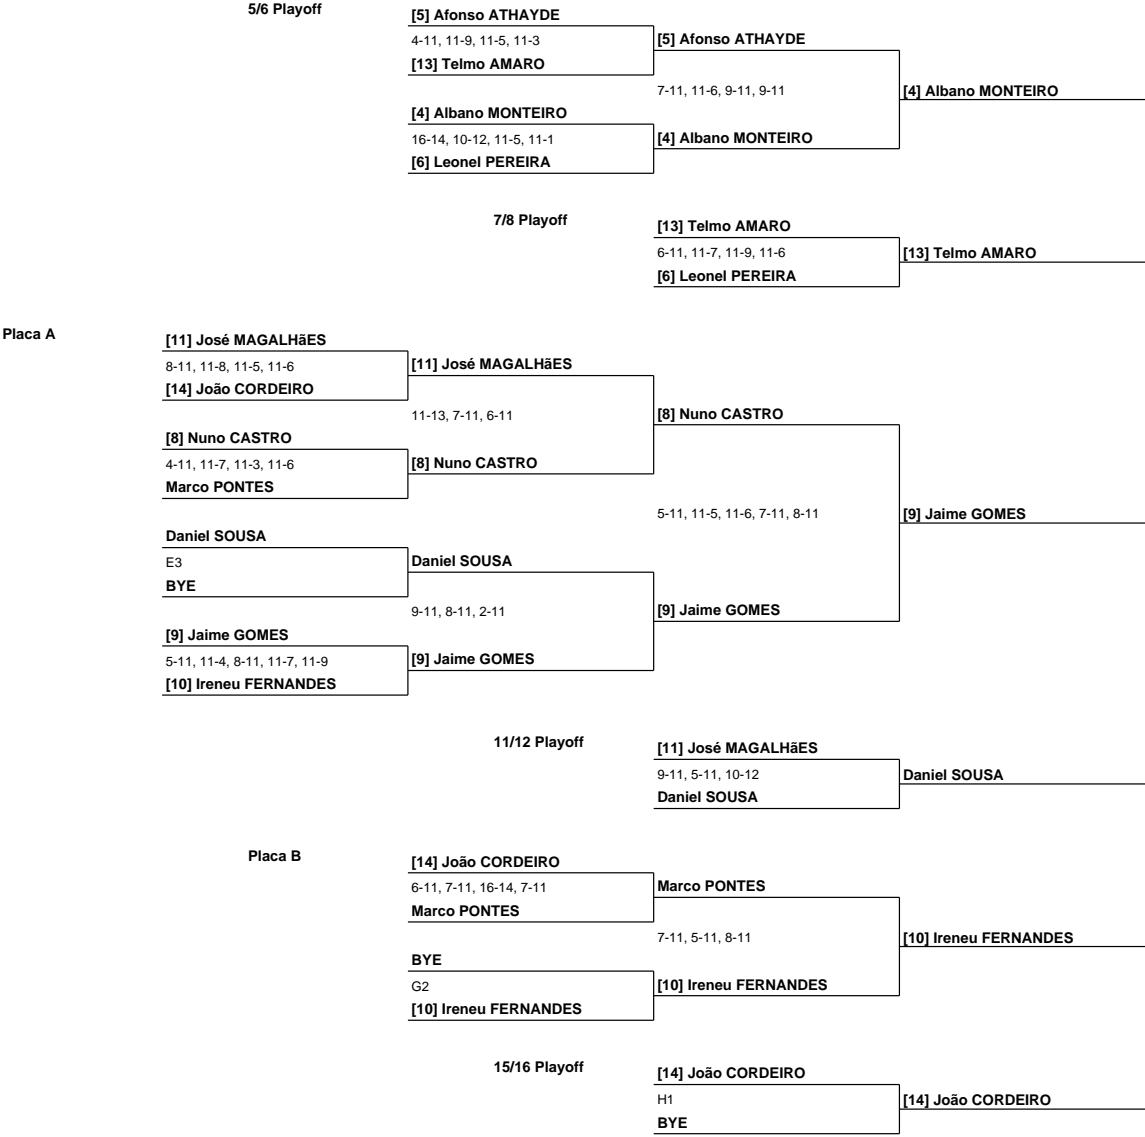 5/6 Playoff
[5] Afonso ATHAYDE
4-11, 11-9, 11-5, 11-3
[13] Telmo AMARO
[5] Afonso ATHAYDE
7-11, 11-6, 9-11, 9-11
[4] Albano MONTEIRO
[4] Albano MONTEIRO
16-14, 10-12, 11-5, 11-1
[6] Leonel PEREIRA
[4] Albano MONTEIRO
7/8 Playoff
[13] Telmo AMARO
6-11, 11-7, 11-9, 11-6
[6] Leonel PEREIRA
[13] Telmo AMARO
Placa A
[11] José MAGALHãES
8-11, 11-8, 11-5, 11-6
[14] João CORDEIRO
[11] José MAGALHãES
11-13, 7-11, 6-11
[8] Nuno CASTRO
[8] Nuno CASTRO
4-11, 11-7, 11-3, 11-6
Marco PONTES
[8] Nuno CASTRO
5-11, 11-5, 11-6, 7-11, 8-11
[9] Jaime GOMES
Daniel SOUSA
E3
BYE
Daniel SOUSA
9-11, 8-11, 2-11
[9] Jaime GOMES
[9] Jaime GOMES
5-11, 11-4, 8-11, 11-7, 11-9
[10] Ireneu FERNANDES
[9] Jaime GOMES
11/12 Playoff
[11] José MAGALHãES
9-11, 5-11, 10-12
Daniel SOUSA
Daniel SOUSA
Placa B
[14] João CORDEIRO
6-11, 7-11, 16-14, 7-11
Marco PONTES
Marco PONTES
7-11, 5-11, 8-11
[10] Ireneu FERNANDES
BYE
G2
[10] Ireneu FERNANDES
[10] Ireneu FERNANDES
15/16 Playoff
[14] João CORDEIRO
H1
BYE
[14] João CORDEIRO